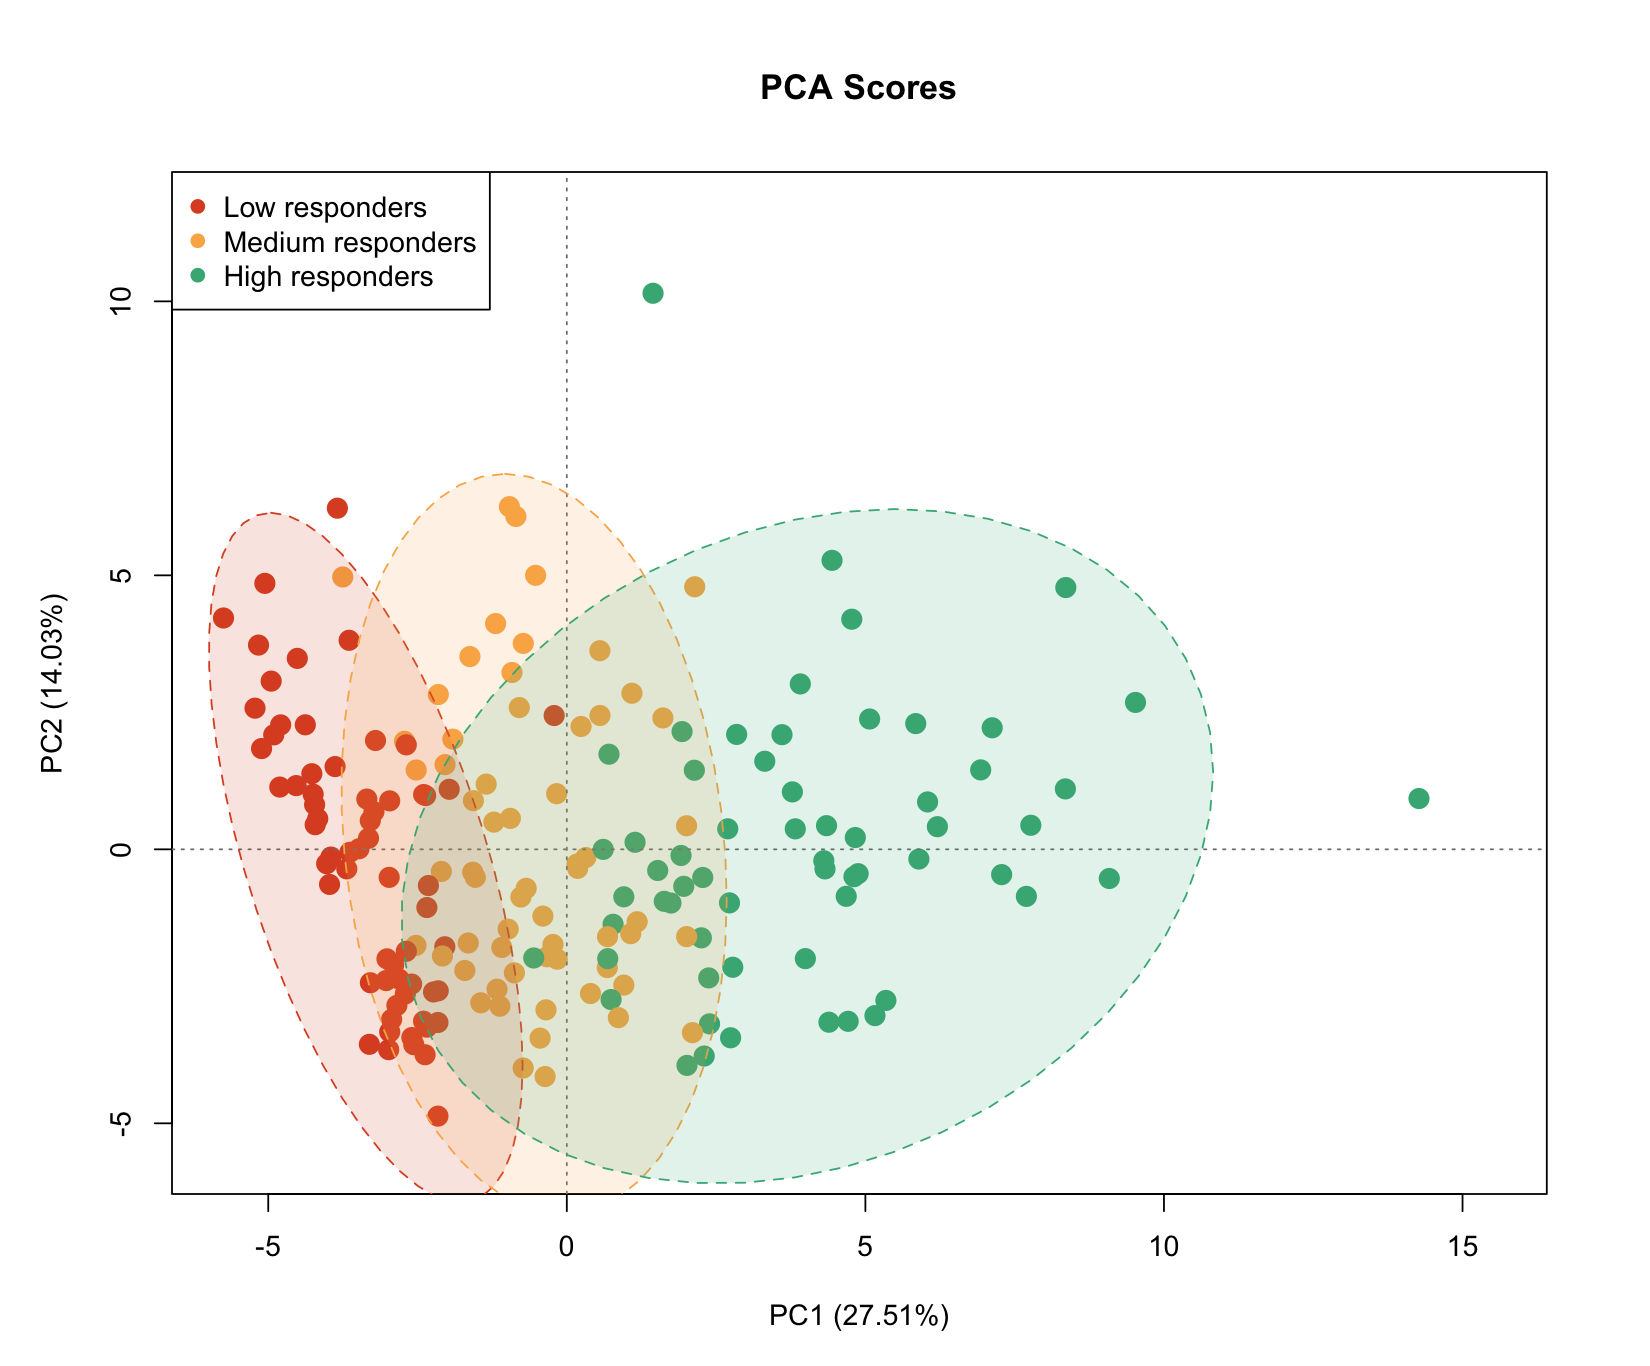 PCA Scores
Low responders
Medium responders
High responders
10
5
0
-5
PC2 (14.03%)
-5
0
5
10
15
PC1 (27.51%)